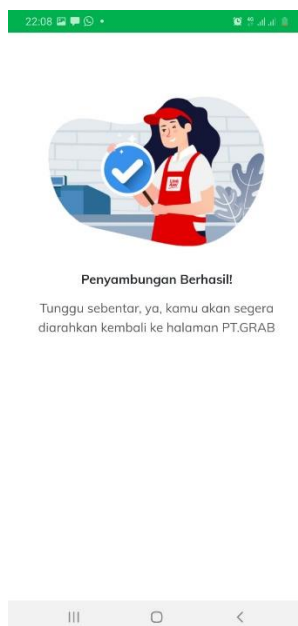 22:08
Penyambungan Berhasil!
Tunggu sebentar, ya, kamu akan segera
diarahkan kembali ke halaman PT.GRAB